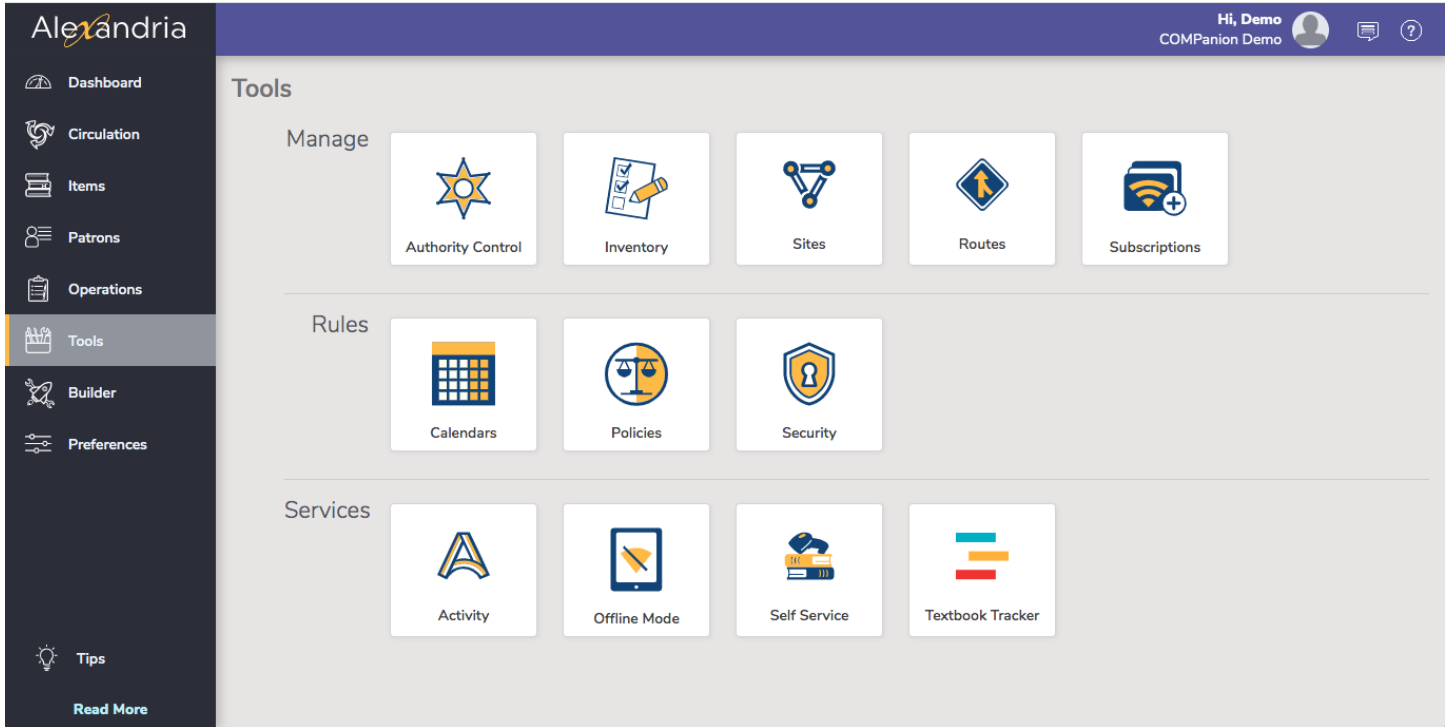 Alexandria
Hi, Demo
COMPanion Demo
?
Dashboard
Circulation
Items
Patrons
Operations
Tools
Builder
Preferences
Tips
Read More
Tools
Manage
Authority Control
Inventory
Sites
Routes
Subscriptions
Rules
Calendars
Policies
Security
Services
Activity
Offline Mode
Self Service
Textbook Tracker